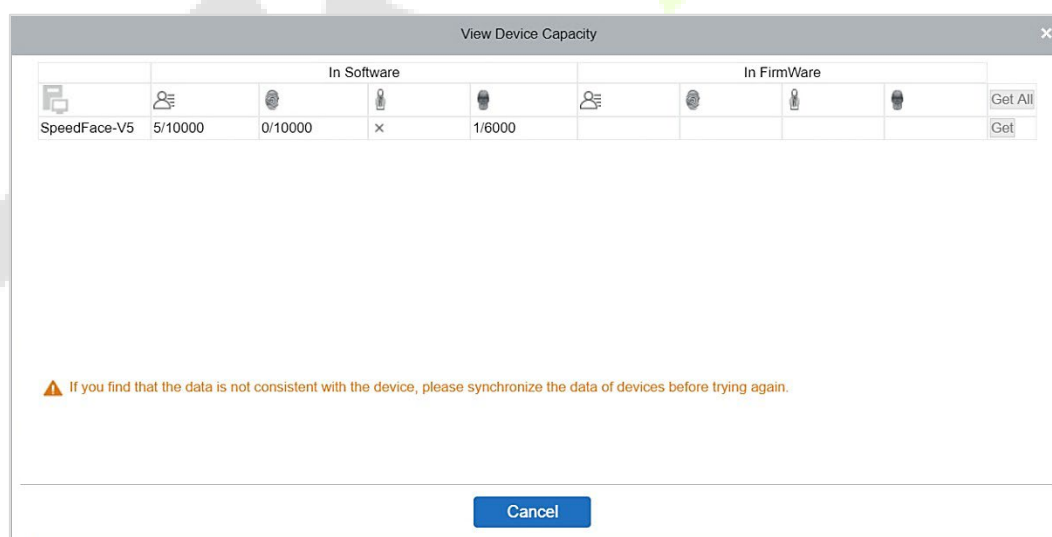 View Device Capacity ×
In Software In FirmWare
Get All
SpeedFace-V5 5/10000 0/10000 × 1/6000 Get
If you find that the data is not consistent with the device, please synchronize the data of devices before trying again.
Cancel